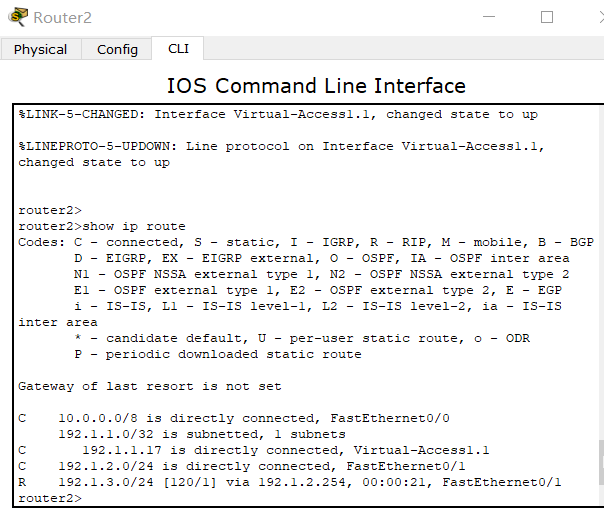 Router2
Physical Config CLI
IOS Command Line Interface
%LINK-5-CHANGED: Interface Virtual-Access1.1, changed state to up
%LINEPROTO-5-UPDOWN: Line protocol on Interface Virtual-Access1.1,
changed state to up
router2>
router2>show ip route
Codes: C - connected, S - static, I - IGRP, R - RIP, M - mobile, B - BGP
D - EIGRP, EX - EIGRP external, O - OSPF, IA - OSPF inter area
N1 - OSPF NSSA external type 1, N2 - OSPF NSSA external type 2
E1 - OSPF external type 1, E2 - OSPF external type 2, E - EGP
i - IS-IS, L1 - IS-IS level-1, L2 - IS-IS level-2, ia - IS-IS
inter area
* - candidate default, U - per-user static route, o - ODR
P - periodic downloaded static route
Gateway of last resort is not set
C 10.0.0.0/8 is directly connected, FastEthernet0/0
192.1.1.0/32 is subnetted, 1 subnets
C 192.1.1.17 is directly connected, Virtual-Access1.1
C 192.1.2.0/24 is directly connected, FastEthernet0/1
R 192.1.3.0/24 [120/1] via 192.1.2.254, 00:00:21, FastEthernet0/1
router2>